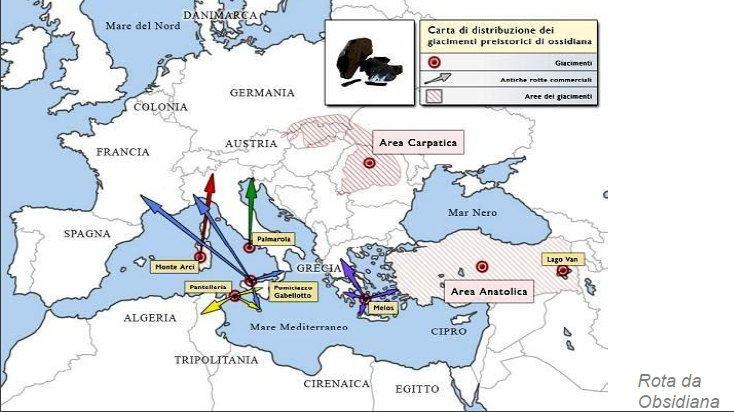 DANIMARCA
Mare del Nord
Carta di distribuzione dei
giacimenti preistorici di ossidiana
Giacimenti
Antiche rotte commerciali
Aree dei giacimenti
GERMANIA
COLONIA
FRANCIA
AUSTRIA
Area Carpatica
Mar Nero
SPAGNA
Palmarola
Monte Arci
GRECIA
Lago Van
Pantelleria
Pomiciazzo
Gabellotto
Area Anatolica
Melos
ALGERIA
Mare Mediterraneo
CIPRO
TRIPOLITANIA
CIRENAICA
EGITTO
Rota da
Obsidiana